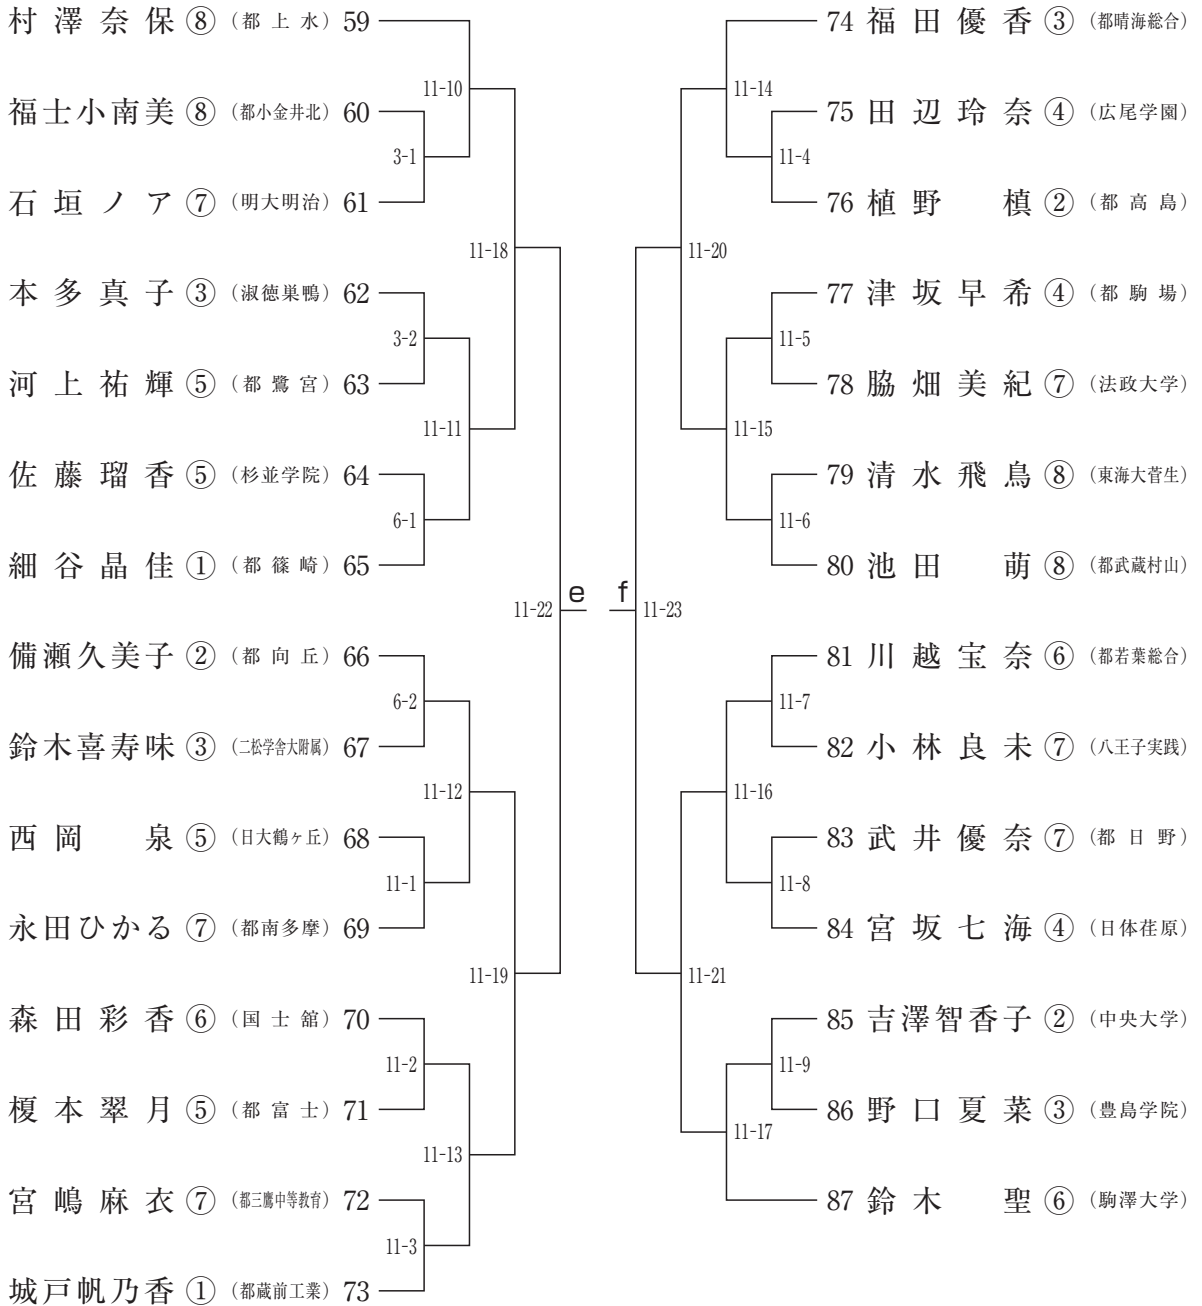 村澤奈保 ⑧ (都上水) 59
福士小南美 ⑧ (都小金井北) 60
石垣ノア ⑦ (明大明治) 61
本多真子 ③ (淑徳巣鴨) 62
河上祐輝 ⑤ (都鷺宮) 63
佐藤瑠香 ⑤ (杉並学院) 64
細谷晶佳 ① (都篠崎) 65
備瀬久美子 ② (都向丘) 66
鈴木喜寿味 ③ (二松学舎大附属) 67
西岡泉 ⑤ (日大鶴ヶ丘) 68
永田ひかる ⑦ (都南多摩) 69
森田彩香 ⑥ (国士舘) 70
榎本翠月 ⑤ (都富士) 71
宮嶋麻衣 ⑦ (都三鷹中等教育) 72
城戸帆乃香 ① (都蔵前工業) 73
11-10
3-1
11-18
3-2
11-11
6-1
11-22
6-2
11-12
11-1
11-19
11-2
11-13
11-3
e
f
74 福田優香 ③ (都晴海総合)
75 田辺玲奈 ④ (広尾学園)
76 植野槙 ② (都高島)
77 津坂早希 ④ (都駒場)
78 脇畑美紀 ⑦ (法政大学)
79 清水飛鳥 ⑧ (東海大菅生)
80 池田萌 ⑧ (都武蔵村山)
81 川越宝奈 ⑥ (都若葉総合)
82 小林良未 ⑦ (八王子実践)
83 武井優奈 ⑦ (都日野)
84 宮坂七海 ④ (日体荏原)
85 吉澤智香子 ② (中央大学)
86 野口夏菜 ③ (豊島学院)
87 鈴木聖 ⑥ (駒澤大学)
11-14
11-4
11-20
11-5
11-15
11-6
11-23
11-7
11-16
11-8
11-21
11-9
11-17